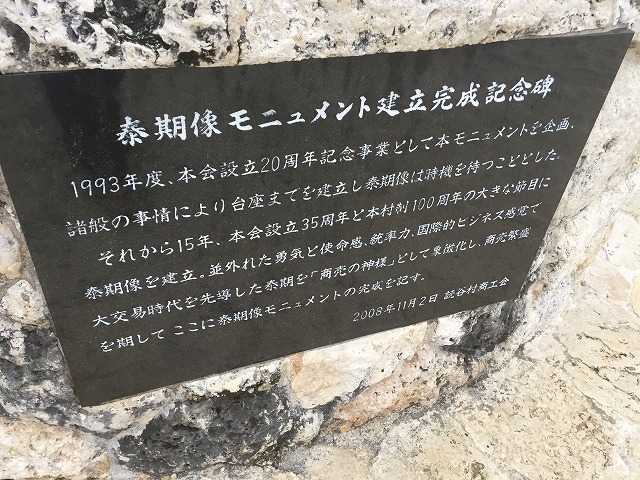 泰期像モニュメント建立完成記念碑
1993年度、本会設立20周年記念事業として本モニュメントを企画、
諸般の事情により台座までを建立し泰期像は時機を待つこととした。
それから15年、本会設立35周年と本村制100周年の大きな節目に
泰期像を建立。並外れた勇気と使命感、統率力、国際的ビジネス感覚で
大交易時代を先導した泰期を「商売の神様」として象徴化し、商売繁盛
を期して ここに泰期像モニュメントの完成を記す。
2008年11月2日 読谷村商工会